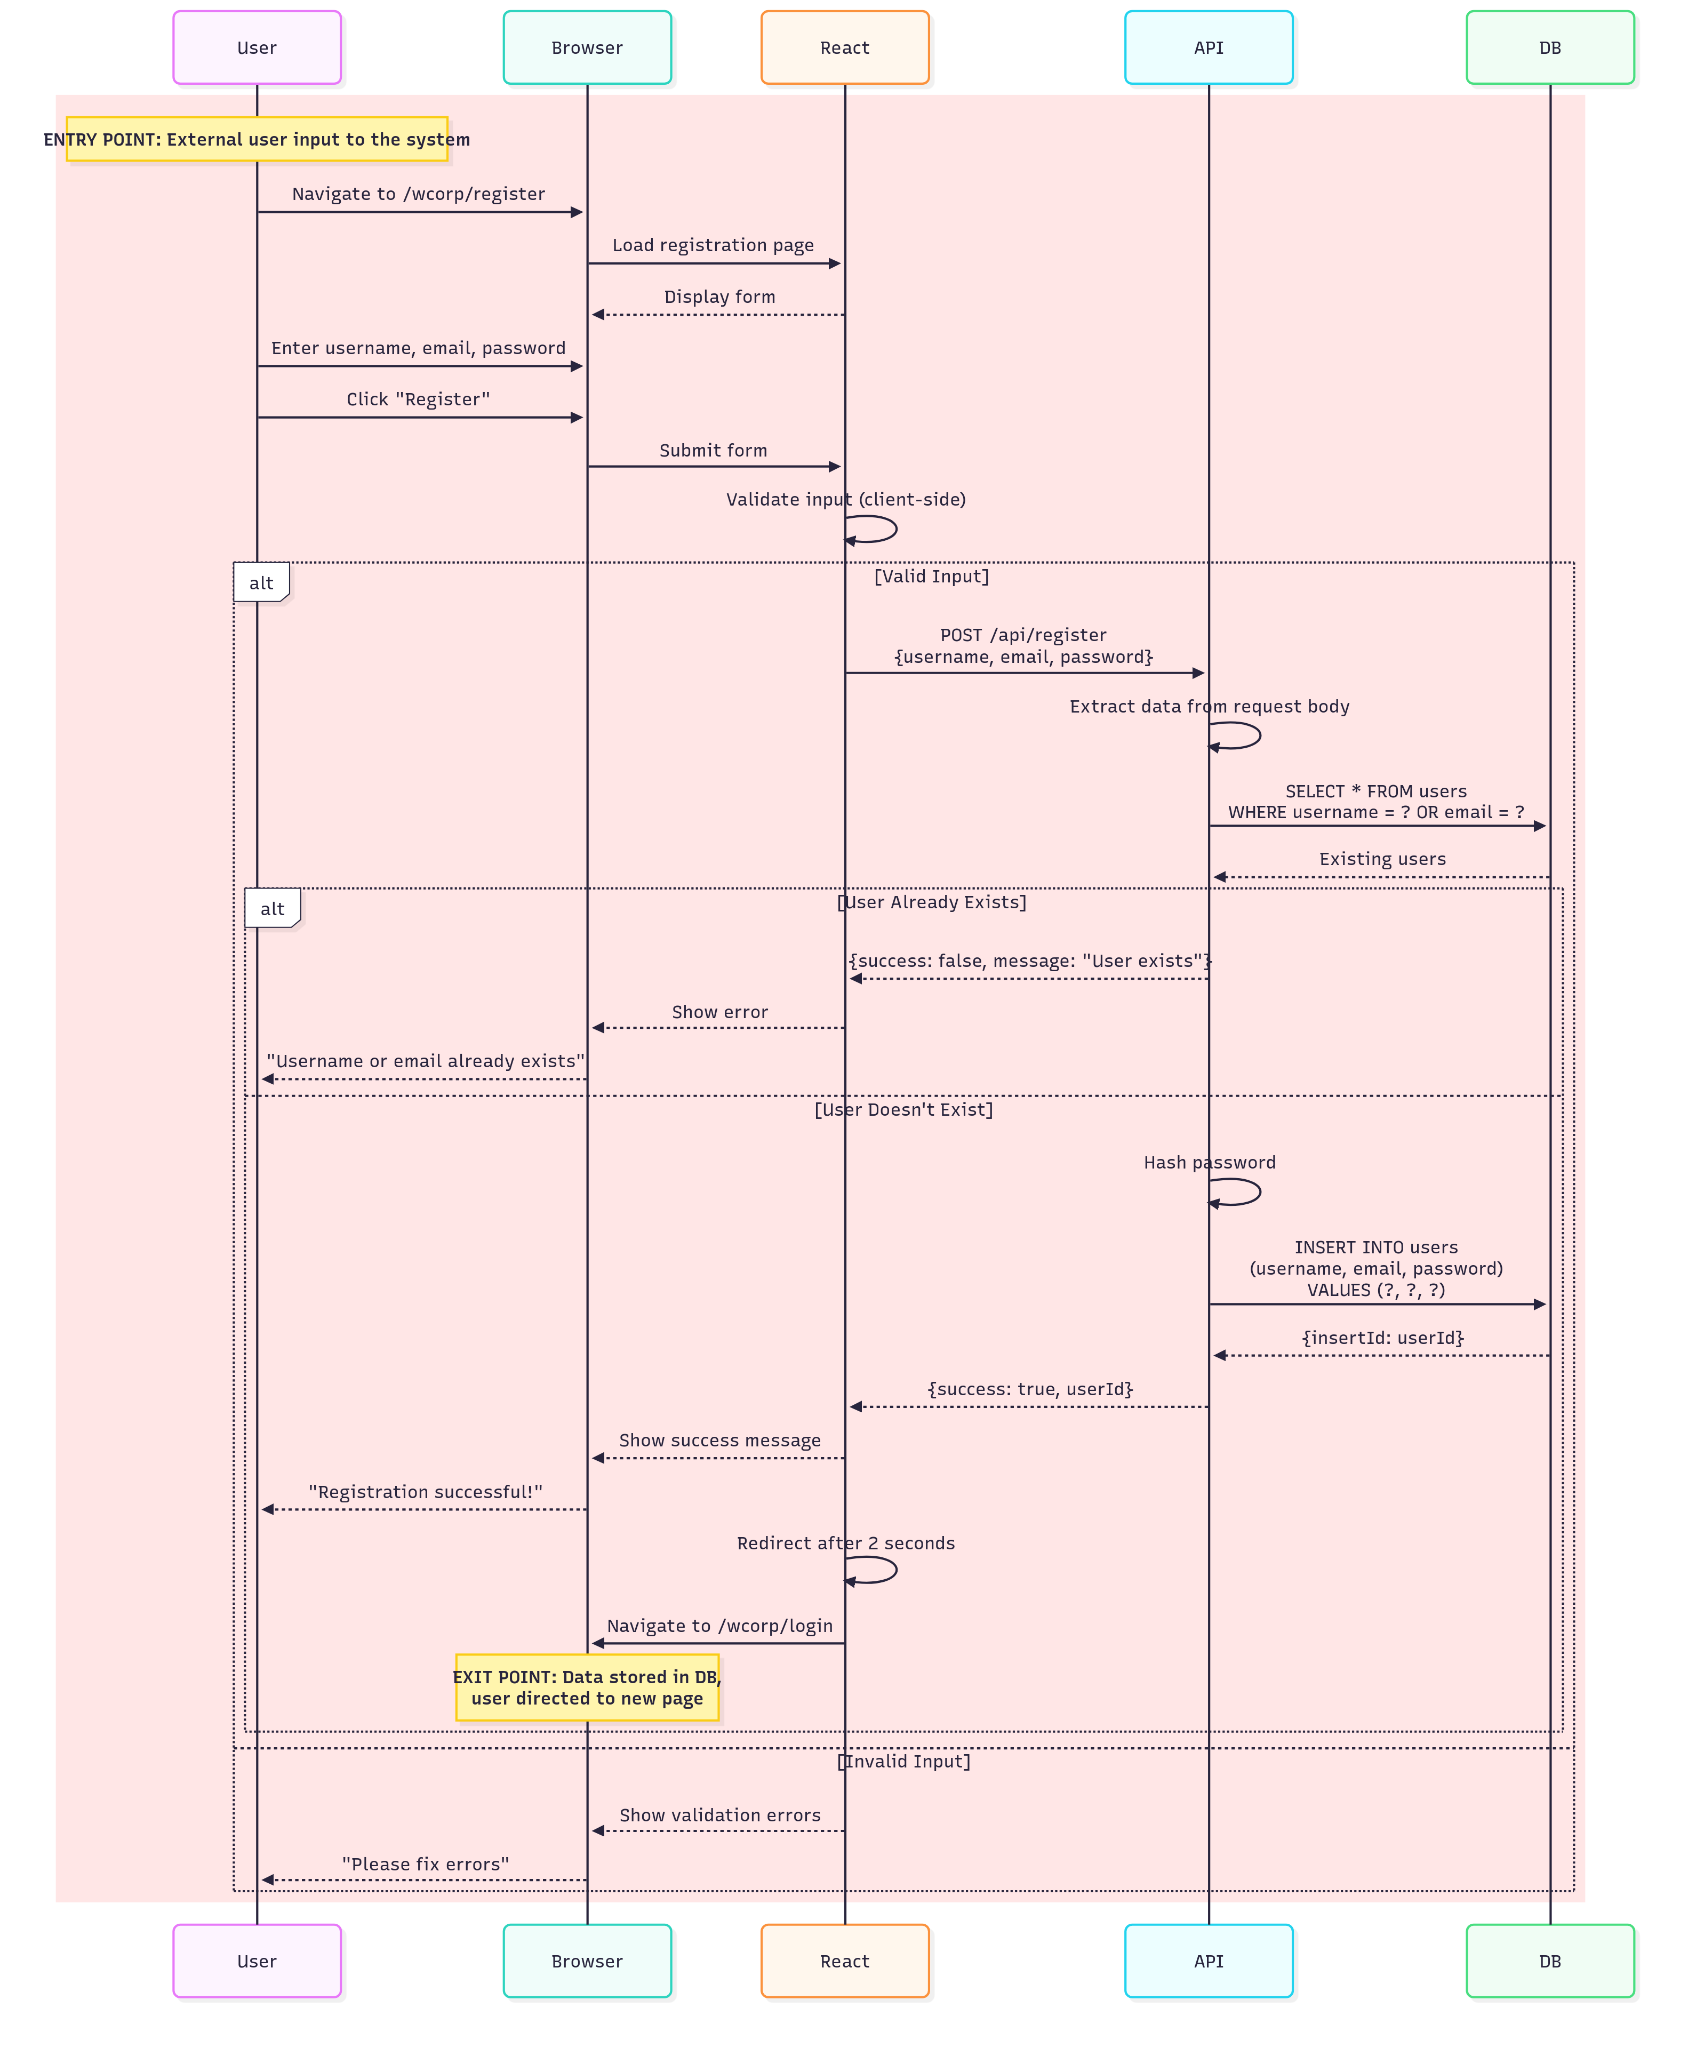 User
Browser
React
API
DB
ENTRY POINT: External user input to the system
Navigate to /wcorp/register
Load registration page
Display form
Enter username, email, password
Click "Register"
Submit form
Validate input (client-side)
alt
[Valid Input]
POST /api/register
{username, email, password}
Extract data from request body
SELECT * FROM users
WHERE username = ? OR email = ?
Existing users
alt
[User Already Exists]
{success: false, message: "User exists"}
Show error
"Username or email already exists"
[User Doesn't Exist]
Hash password
INSERT INTO users
(username, email, password)
VALUES (?, ?, ?)
{insertId: userId}
{success: true, userId}
Show success message
"Registration successful!"
Redirect after 2 seconds
Navigate to /wcorp/login
EXIT POINT: Data stored in DB,
user directed to new page
[Invalid Input]
Show validation errors
"Please fix errors"
User
Browser
React
API
DB